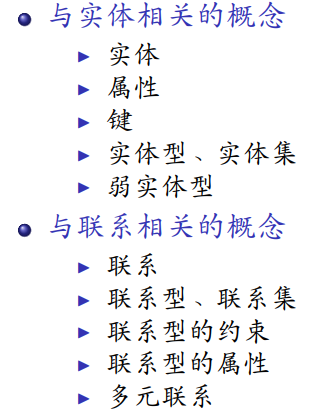 与实体相关的概念
实体
属性
键
实体型、实体集
弱实体型
与联系相关的概念
联系
联系型、联系集
联系型的约束
联系型的属性
多元联系